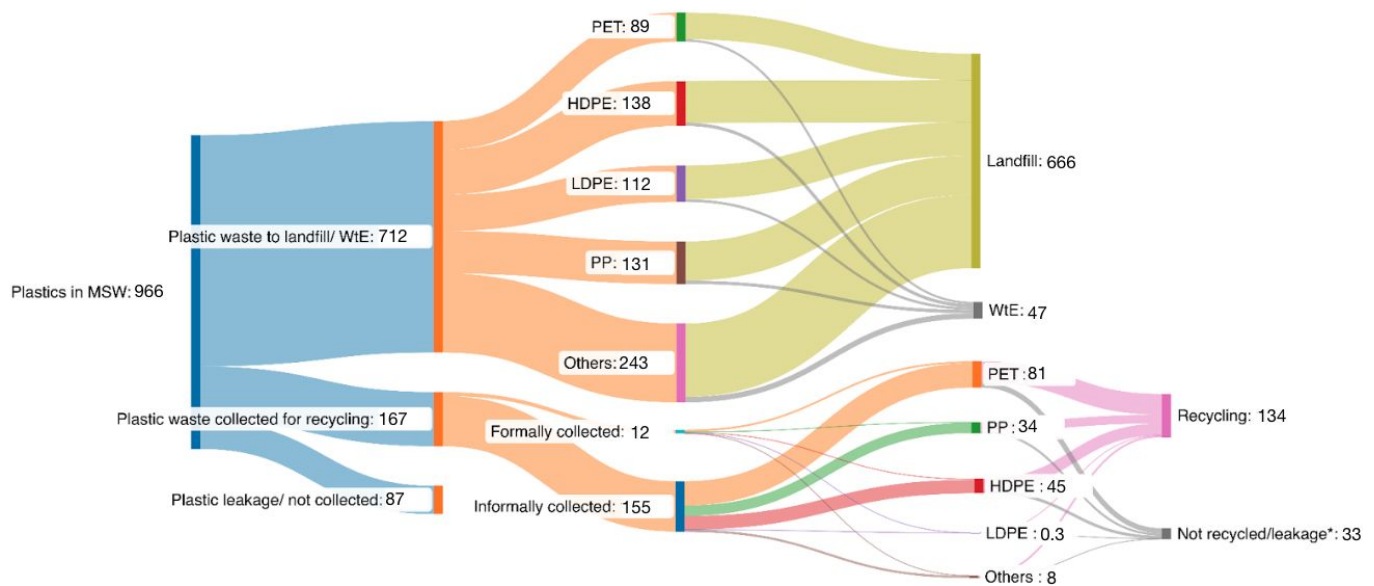 PET: 89
HDPE: 138
LDPE: 112
Landfill: 666
Plastic waste to landfill/ WtE: 712
PP: 131
Plastics in MSW: 966
WtE: 47
Others: 243
PET : 81
Plastic waste collected for recycling: 167
Recycling: 134
Formally collected: 12
PP : 34
HDPE : 45
Plastic leakage/ not collected: 87
Informally collected: 155
LDPE : 0.3
Not recycled/leakage*: 33
Others : 8